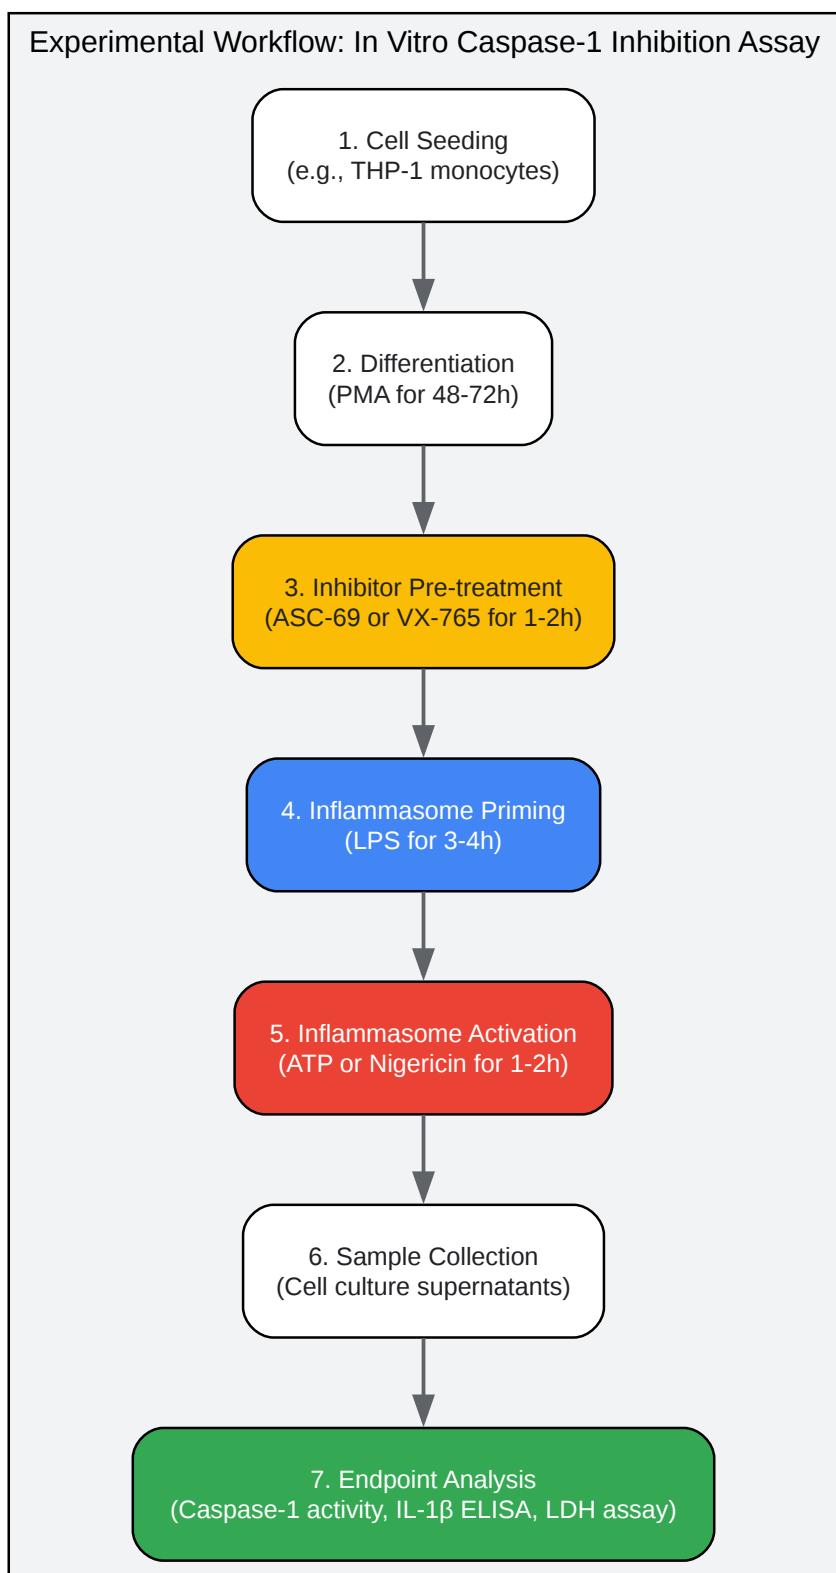 Experimental Workflow: In Vitro Caspase-1 Inhibition Assay
1. Cell Seeding
(e.g., THP-1 monocytes)
2. Differentiation
(PMA for 48-72h)
3. Inhibitor Pre-treatment
(ASC-69 or VX-765 for 1-2h)
4. Inflammasome Priming
(LPS for 3-4h)
5. Inflammasome Activation
(ATP or Nigericin for 1-2h)
6. Sample Collection
(Cell culture supernatants)
7. Endpoint Analysis
(Caspase-1 activity, IL-1β ELISA, LDH assay)